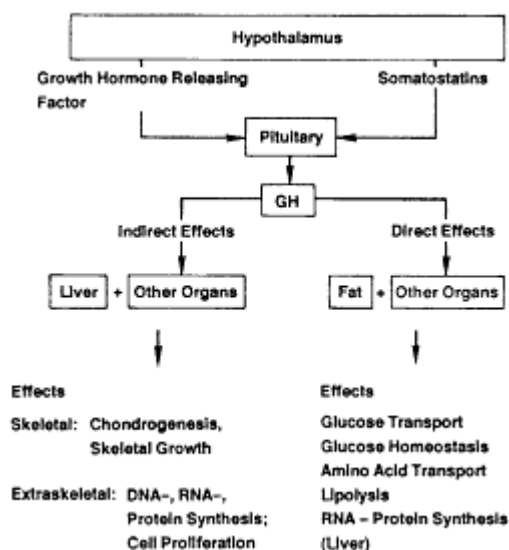 Hypothalamus
Growth Hormone Releasing
Factor
Somatostatins
Pituitary
GH
Indirect Effects
Direct Effects
Liver + Other Organs
Fat + Other Organs
Effects
Skeletal: Chondrogenesis,
Skeletal Growth
Extraskeletal: DNA-, RNA-,
Protein Synthesis;
Cell Proliferation
Effects
Glucose Transport
Glucose Homeostasis
Amino Acid Transport
Lipolysis
RNA - Protein Synthesis
(Liver)